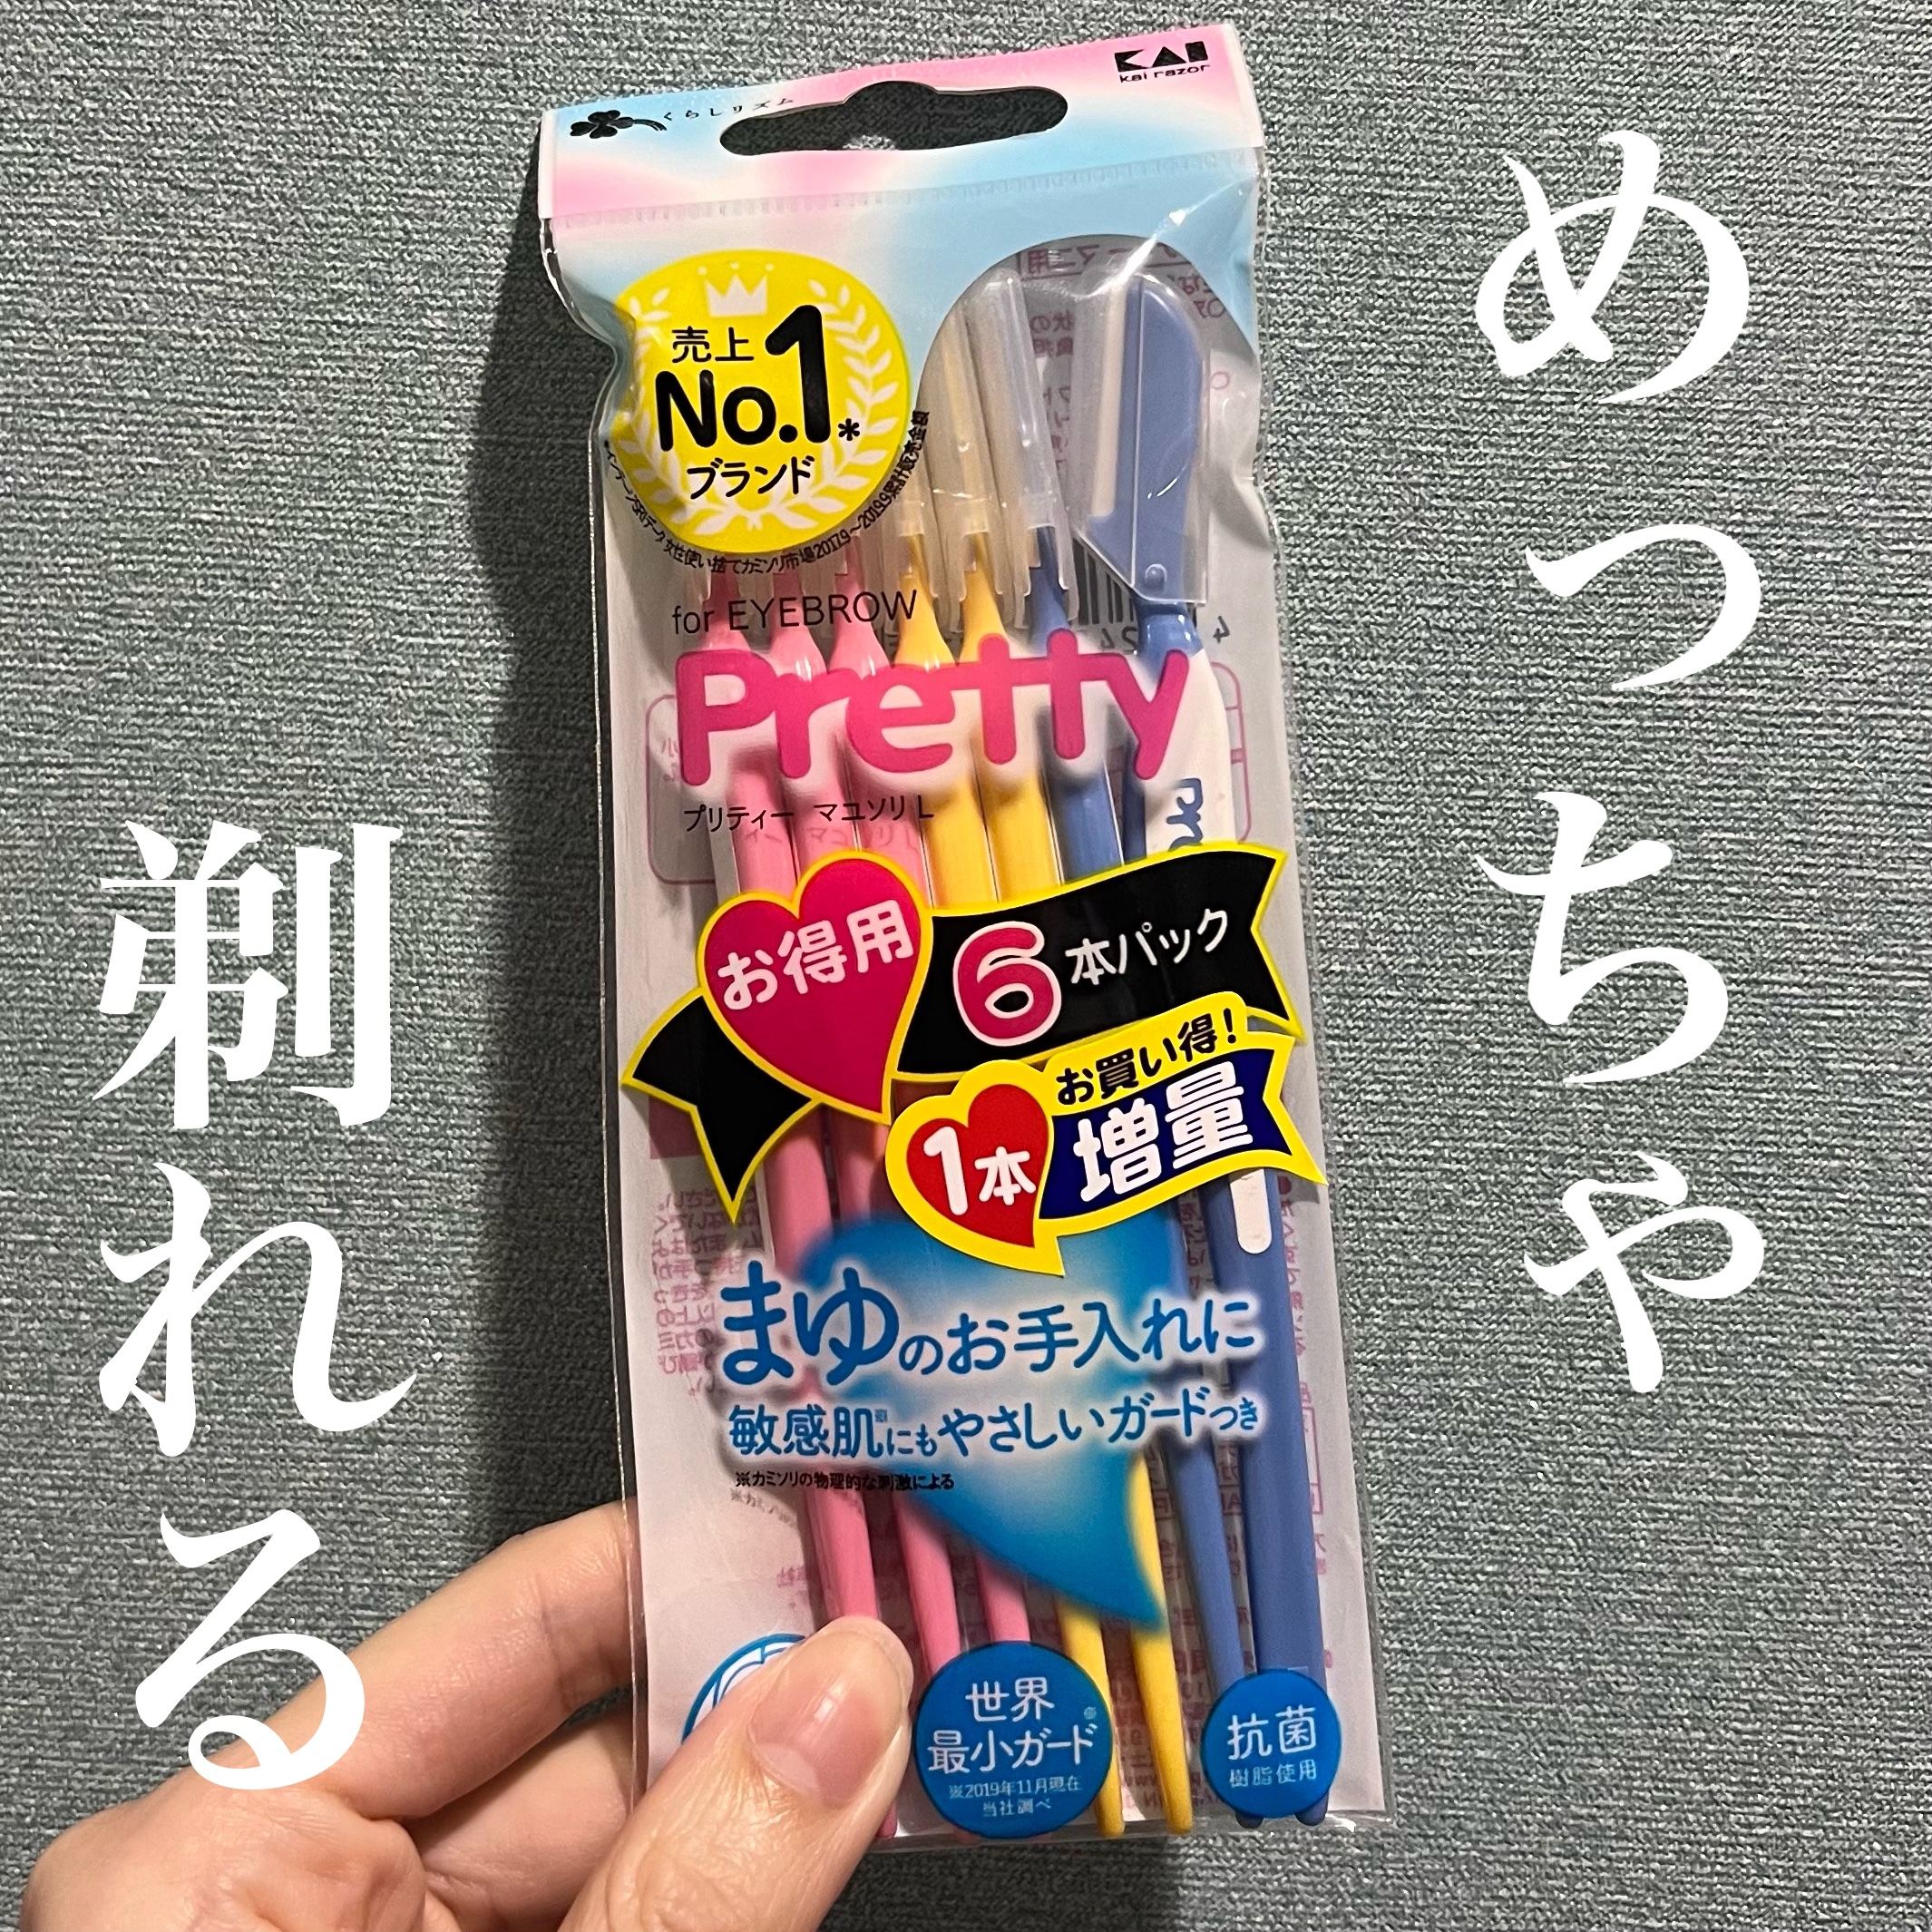 めっちゃ
剃れる
KAI
kai razor
くらしリズム
売上
No.1*
ブランド
for EYEBROW
Pretty
プリティー マユソリ L
お得用
6本パック
お買い得!
1本
増量
まゆのお手入れに
敏感肌※にもやさしいガードつき
※カミソリの物理的な刺激による
世界
最小ガード※
※2019年11月現在
当社調べ
抗菌
樹脂使用